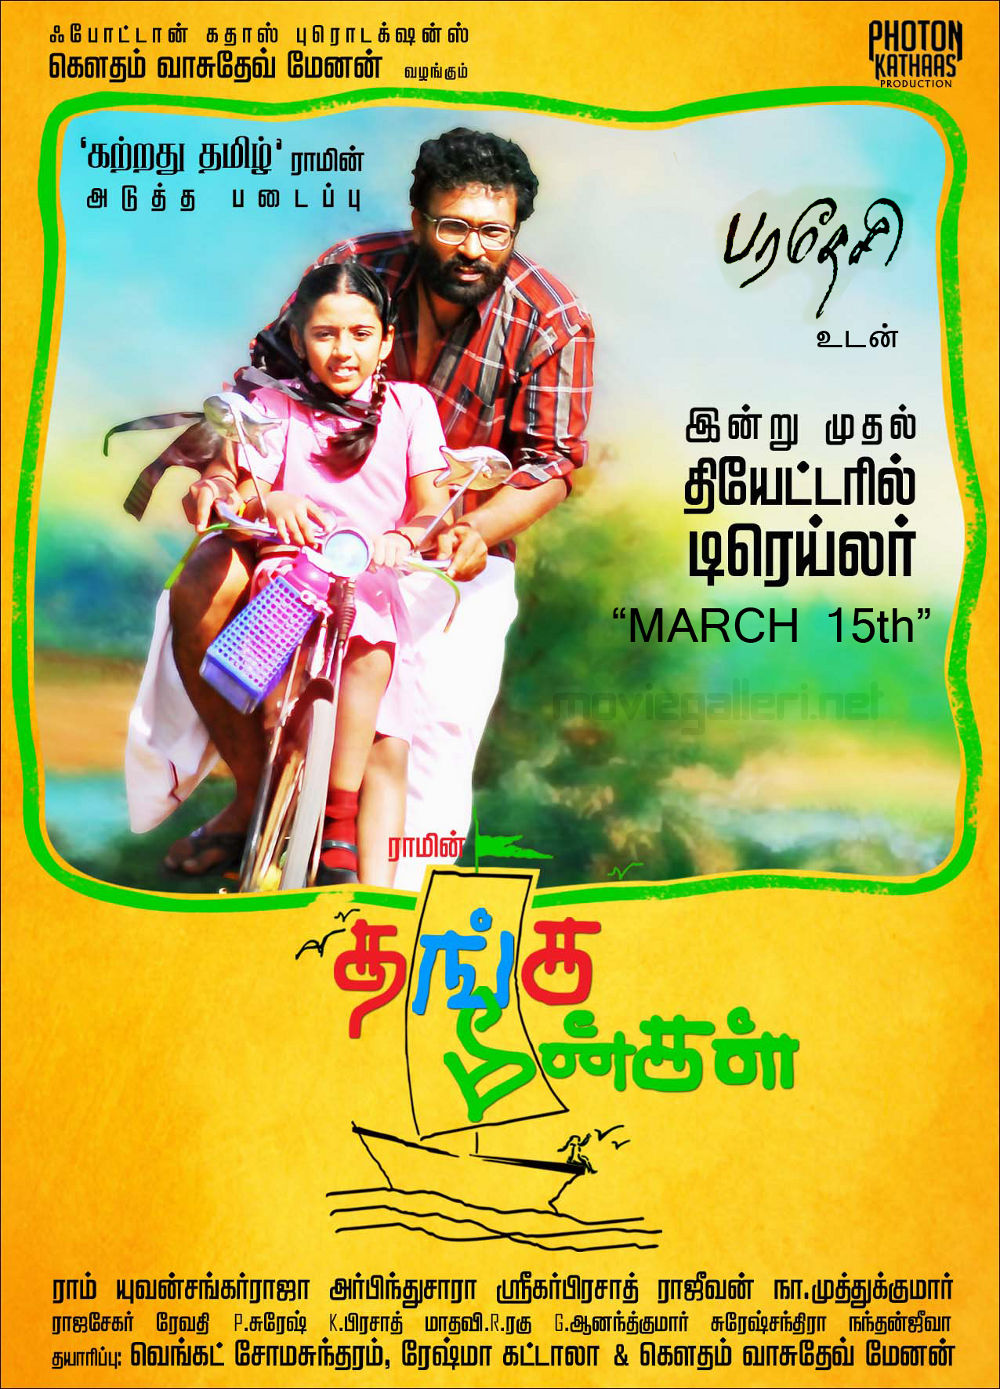 ஃபோட்டான் கதாஸ் புரொடக்ஷன்ஸ்
கௌதம் வாசுதேவ் மேனன் வழங்கும்
PHOTON
KATHAAS
PRODUCTION
'கற்றது தமிழ்' ராமின்
அடுத்த படைப்பு
பரதேசி
உடன்
இன்று முதல்
தியேட்டரில்
டிரெய்லர்
“MARCH 15th”
moviegalleri.net
ராமின்
தங்க
மீன்கள்
ராம் யுவன்சங்கர்ராஜா அர்பிந்துசாரா ஸ்ரீகர்பிரசாத் ராஜீவன் நா.முத்துக்குமார்
ராஜசேகர் ரேவதி P.சுரேஷ் K.பிரசாத் மாதவி.R.ரகு G.ஆனந்த்குமார் சுரேஷ்சந்திரா நந்தன்ஜீவா
தயாரிப்பு: வெங்கட் சோமசுந்தரம், ரேஷ்மா கட்டாலா & கௌதம் வாசுதேவ் மேனன்